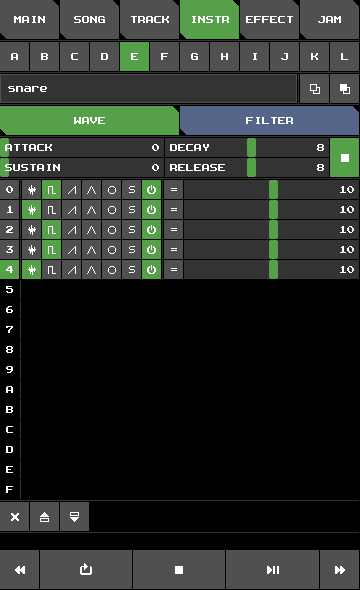 MAIN SONG TRACK INSTR EFFECT JAM
A B C D E F G H I J K L
snare
WAVE FILTER
ATTACK 0 DECAY 8
SUSTAIN 0 RELEASE 8
0 S = 10
1 S = 10
2 S = 10
3 S = 10
4 S = 10
5
6
7
8
9
A
B
C
D
E
F